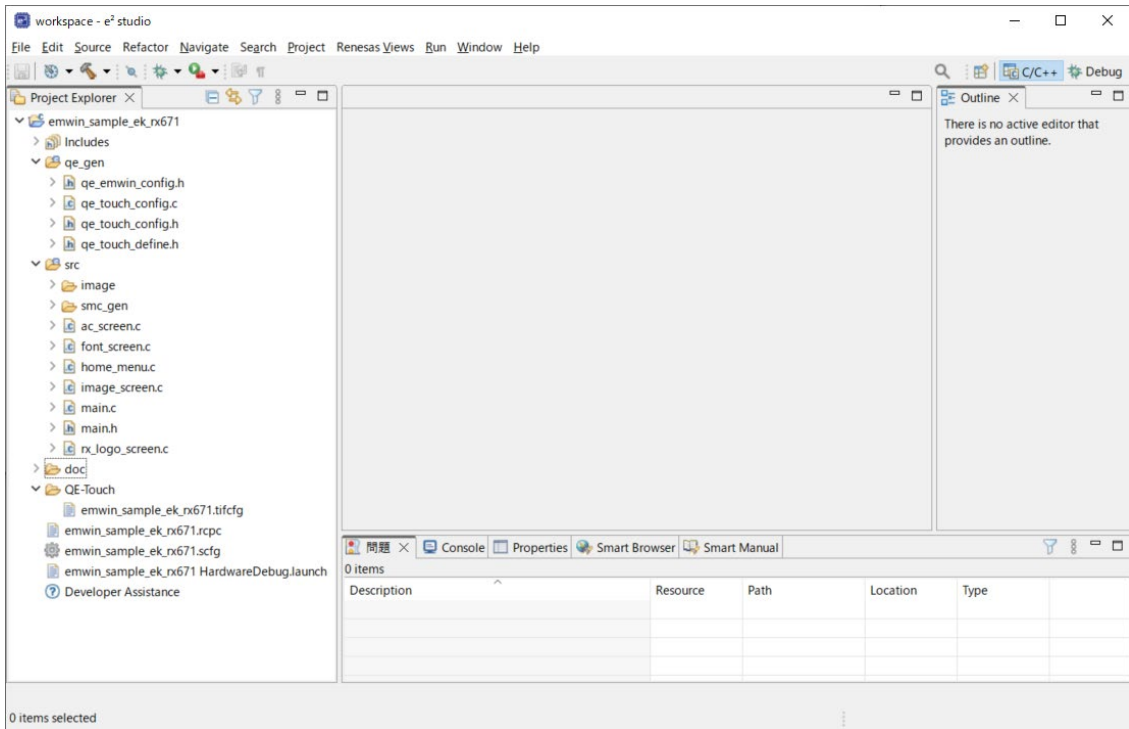 workspace - e² studio
File Edit Source Refactor Navigate Search Project Renesas Views Run Window Help
C/C++ Debug
Project Explorer
emwin_sample_ek_rx671
Includes
qe_gen
qe_emwin_config.h
qe_touch_config.c
qe_touch_config.h
qe_touch_define.h
src
image
smc_gen
ac_screen.c
font_screen.c
home_menu.c
image_screen.c
main.c
main.h
rx_logo_screen.c
doc
QE-Touch
emwin_sample_ek_rx671.tifcfg
emwin_sample_ek_rx671.rcpc
emwin_sample_ek_rx671.scfg
emwin_sample_ek_rx671 HardwareDebug.launch
Developer Assistance
Outline
There is no active editor that
provides an outline.
問題 Console Properties Smart Browser Smart Manual
0 items
Description Resource Path Location Type
0 items selected